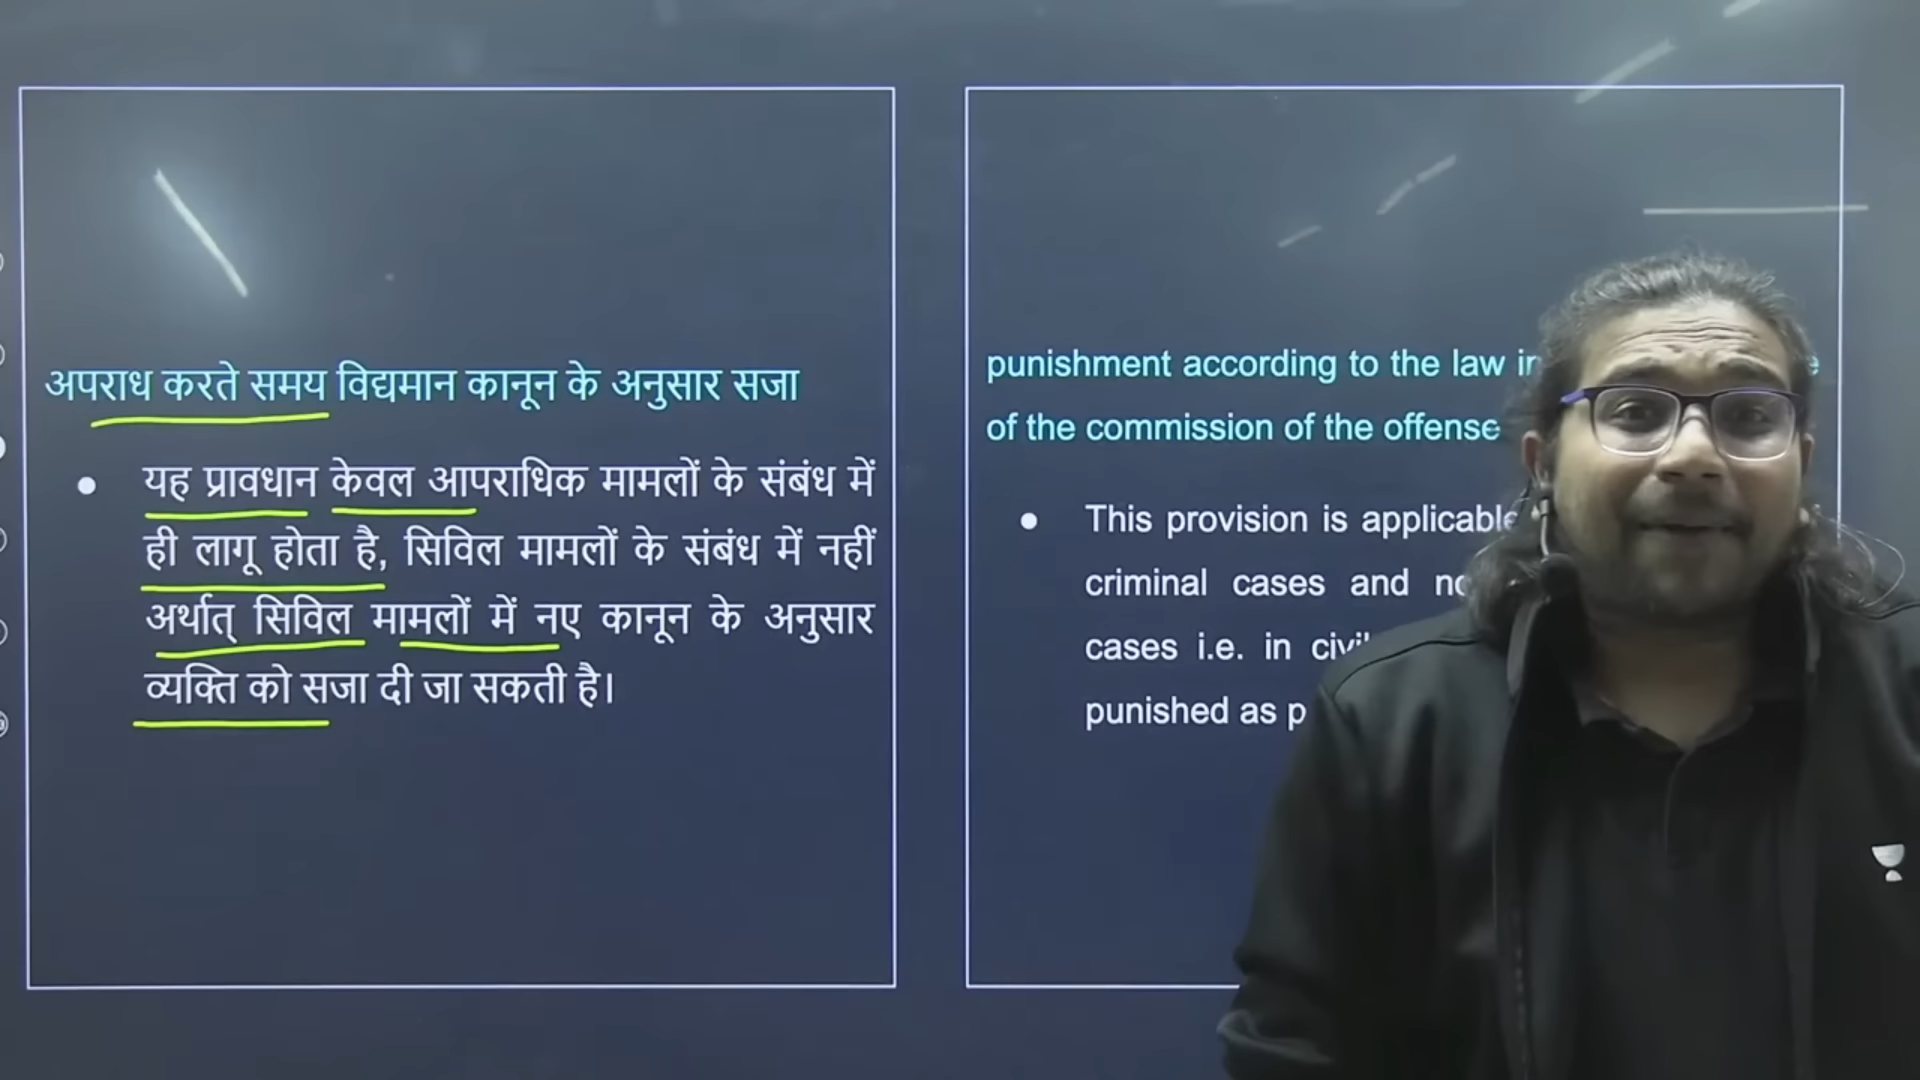 अपराध करते समय विद्यमान कानून के अनुसार सजा
यह प्रावधान केवल आपराधिक मामलों के संबंध में
ही लागू होता है, सिविल मामलों के संबंध में नहीं
अर्थात् सिविल मामलों में नए कानून के अनुसार
व्यक्ति को सजा दी जा सकती है।
punishment according to the law
of the commission of the offense
This provision is applicable
criminal cases and
cases i.e. in
punished as